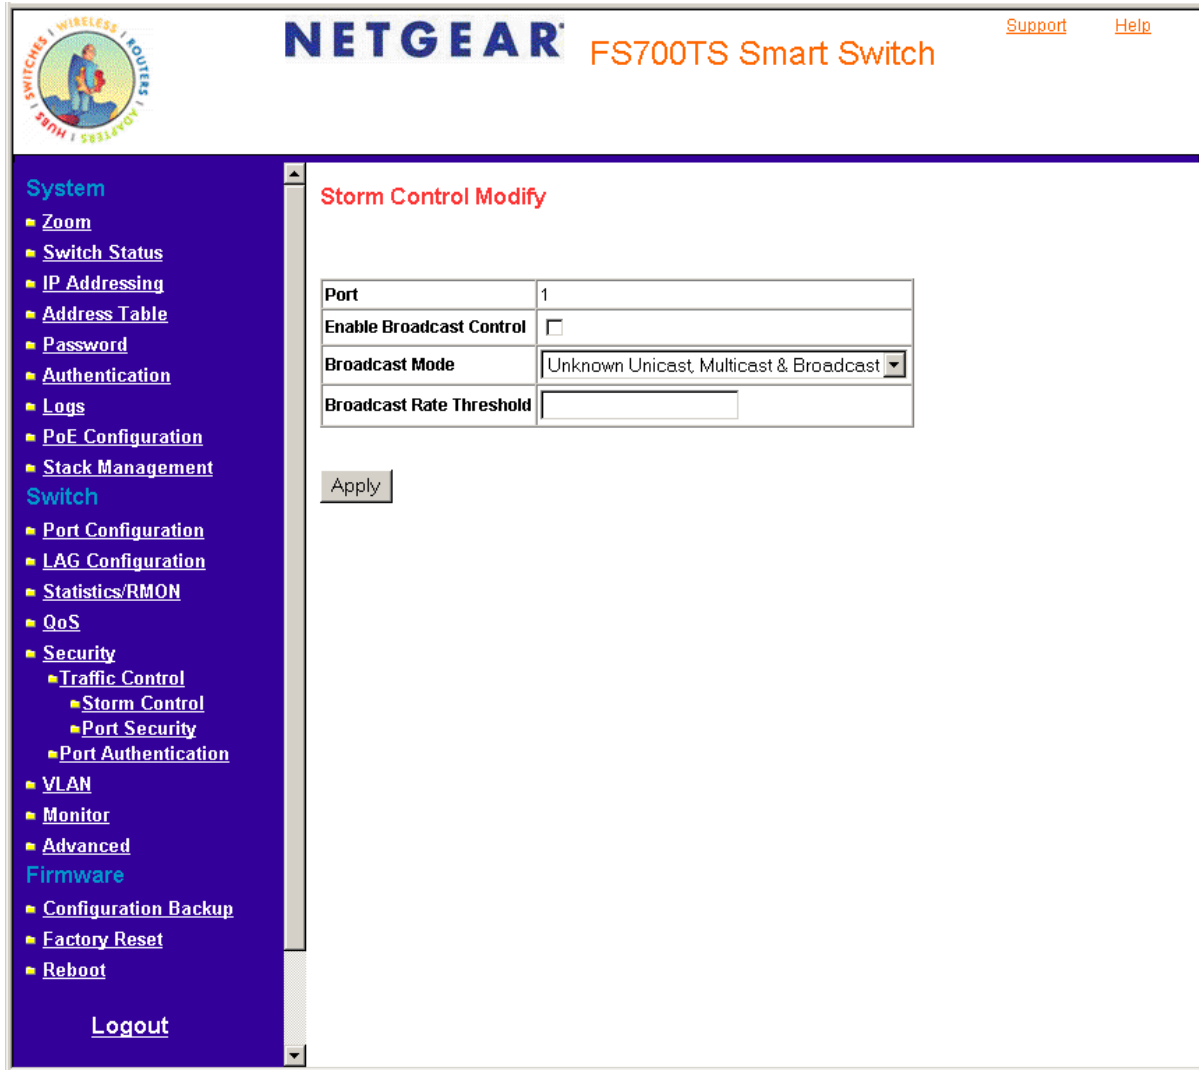 SWITCHES | WIRELESS | ROUTERS | ADAPTERS | HUBS |
NETGEAR
FS700TS Smart Switch
Support Help
System
Zoom
Switch Status
IP Addressing
Address Table
Password
Authentication
Logs
PoE Configuration
Stack Management
Switch
Port Configuration
LAG Configuration
Statistics/RMON
QoS
Security
Traffic Control
Storm Control
Port Security
Port Authentication
VLAN
Monitor
Advanced
Firmware
Configuration Backup
Factory Reset
Reboot
Logout
Storm Control Modify
Port 1
Enable Broadcast Control
Broadcast Mode Unknown Unicast, Multicast & Broadcast
Broadcast Rate Threshold
Apply